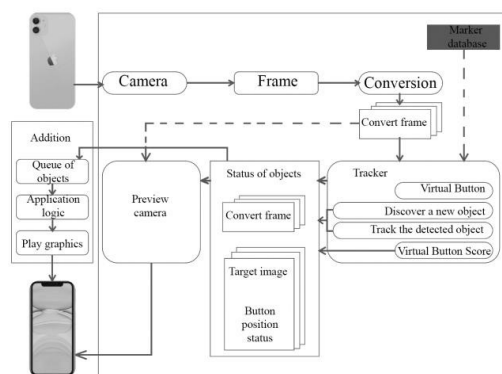 Marker
database
Camera
Frame
Conversion
Convert frame
Addition
Queue of
objects
Application
logic
Play graphics
Preview
camera
Status of objects
Convert frame
Target image
Button
position
status
Tracker
Virtual Button
Discover a new object
Track the detected object
Virtual Button Score